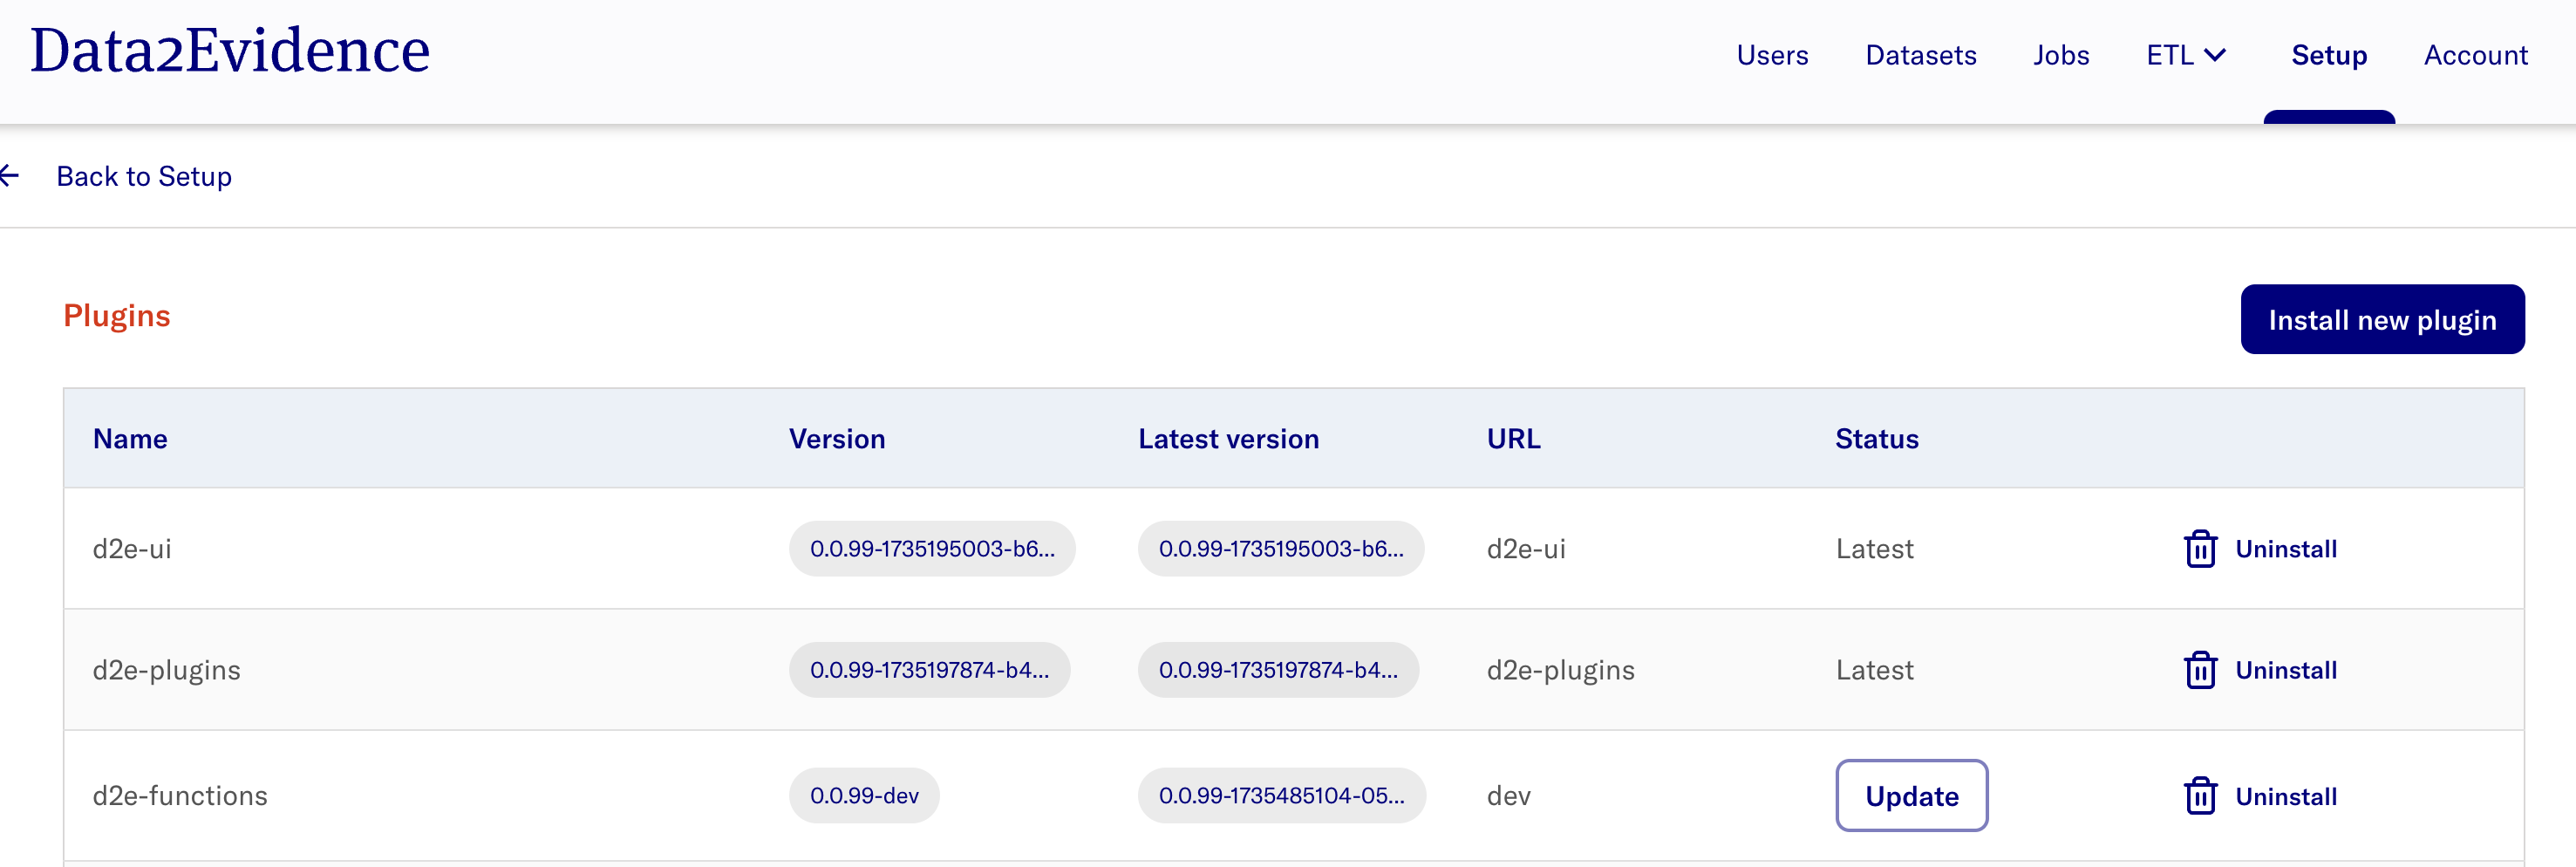 Data2Evidence
Users Datasets Jobs ETL Setup Account
Back to Setup
Plugins
Install new plugin
Name Version Latest version URL Status
d2e-ui 0.0.99-1735195003-b6... 0.0.99-1735195003-b6... d2e-ui Latest Uninstall
d2e-plugins 0.0.99-1735197874-b4... 0.0.99-1735197874-b4... d2e-plugins Latest Uninstall
d2e-functions 0.0.99-dev 0.0.99-1735485104-05... dev Update Uninstall